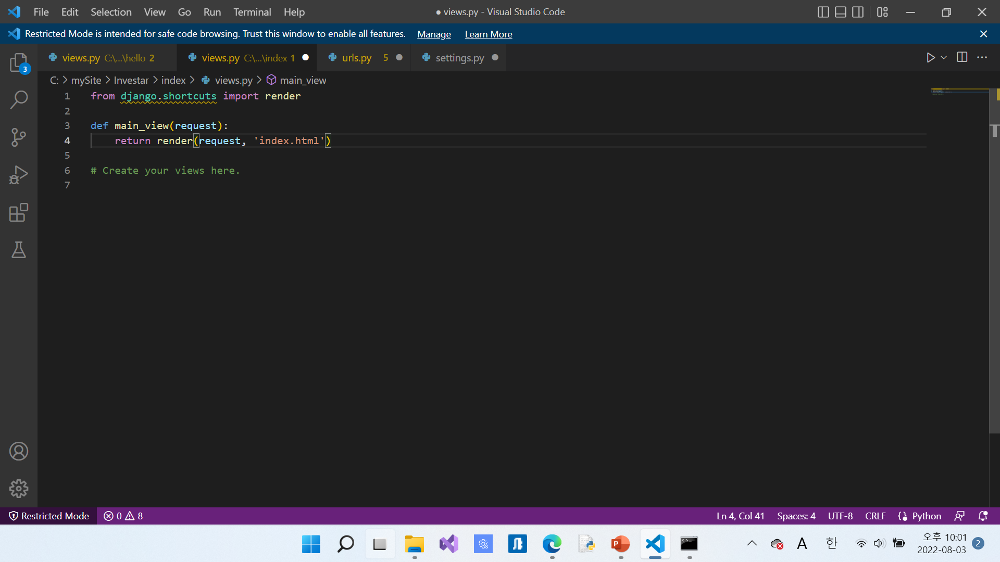 File Edit Selection View Go Run Terminal Help ● views.py - Visual Studio Code
Restricted Mode is intended for safe code browsing. Trust this window to enable all features. Manage Learn More
views.py C:\...\hello 2 views.py C:\...\index 1 urls.py 5 settings.py
C: > mySite > Investar > index > views.py > main_view
1 from django.shortcuts import render
2
3 def main_view(request):
4 return render(request, 'index.html')
5
6 # Create your views here.
7
3
Restricted Mode 0 8 Ln 4, Col 41 Spaces: 4 UTF-8 CRLF Python
A 한 오후 10:01
2022-08-03 2